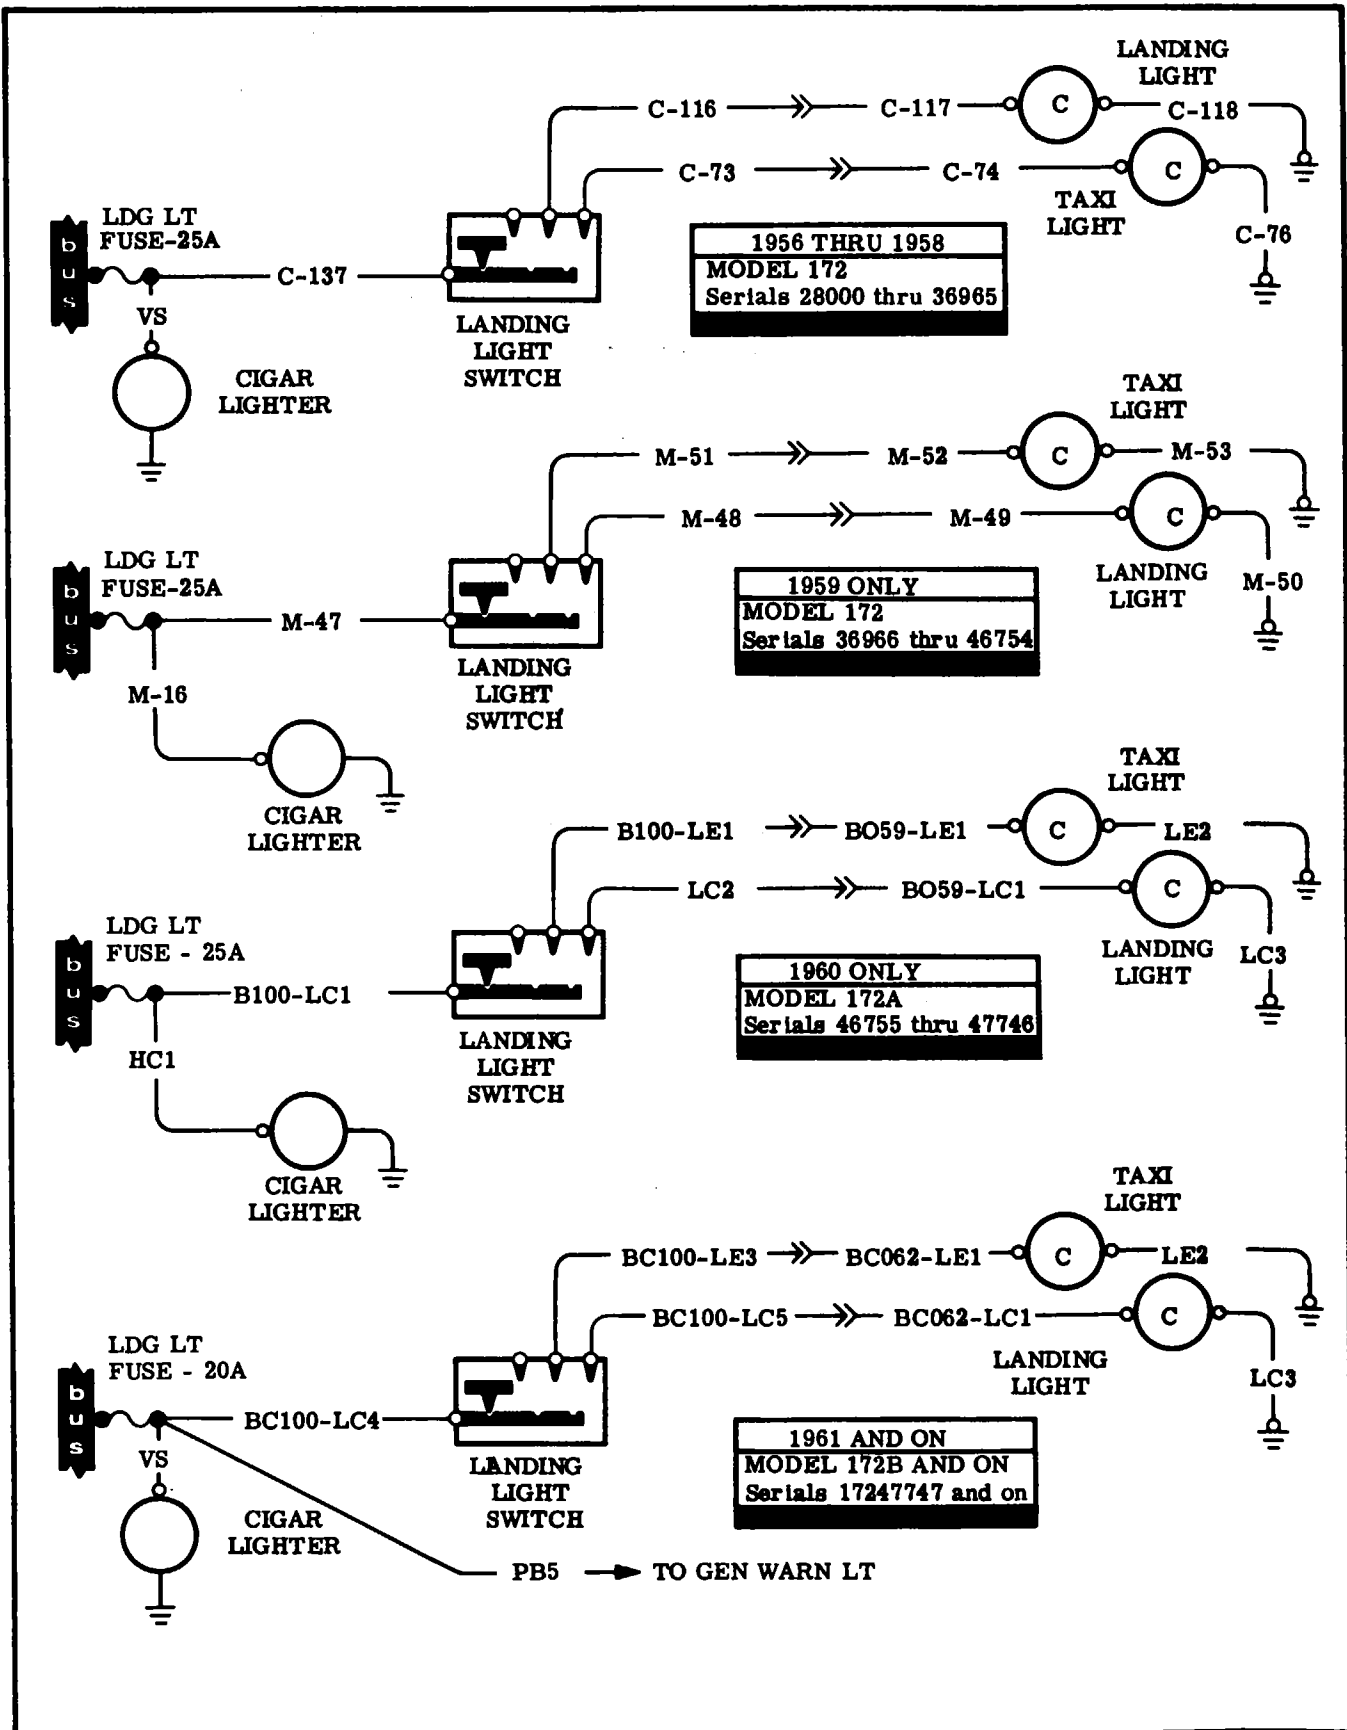 LANDING
LIGHT
C-116
C-117
C
C-118
C-73
C-74
C
TAXI
LIGHT
C-76
LDG LT
FUSE-25A
bus
C-137
VS
LANDING
LIGHT
SWITCH
CIGAR
LIGHTER
1956 THRU 1958
MODEL 172
Serials 28000 thru 36965
TAXI
LIGHT
M-51
M-52
C
M-53
M-48
M-49
C
LANDING
LIGHT
M-50
LDG LT
FUSE-25A
bus
M-47
M-16
LANDING
LIGHT
SWITCH
CIGAR
LIGHTER
1959 ONLY
MODEL 172
Serials 36966 thru 46754
TAXI
LIGHT
B100-LE1
BO59-LE1
C
LE2
LC2
BO59-LC1
C
LANDING
LIGHT
LC3
LDG LT
FUSE - 25A
bus
B100-LC1
HC1
LANDING
LIGHT
SWITCH
CIGAR
LIGHTER
1960 ONLY
MODEL 172A
Serials 46755 thru 47746
TAXI
LIGHT
BC100-LE3
BC062-LE1
C
LE2
BC100-LC5
BC062-LC1
C
LANDING
LIGHT
LC3
LDG LT
FUSE - 20A
bus
BC100-LC4
VS
LANDING
LIGHT
SWITCH
CIGAR
LIGHTER
1961 AND ON
MODEL 172B AND ON
Serials 17247747 and on
PB5
TO GEN WARN LT